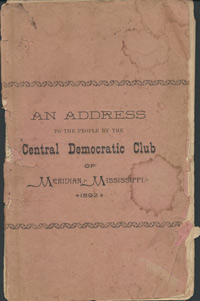 AN ADDRESS
TO THE PEOPLE BY THE
Central Democratic Club
OF
MERIDIAN, MISSISSIPPI,
1892